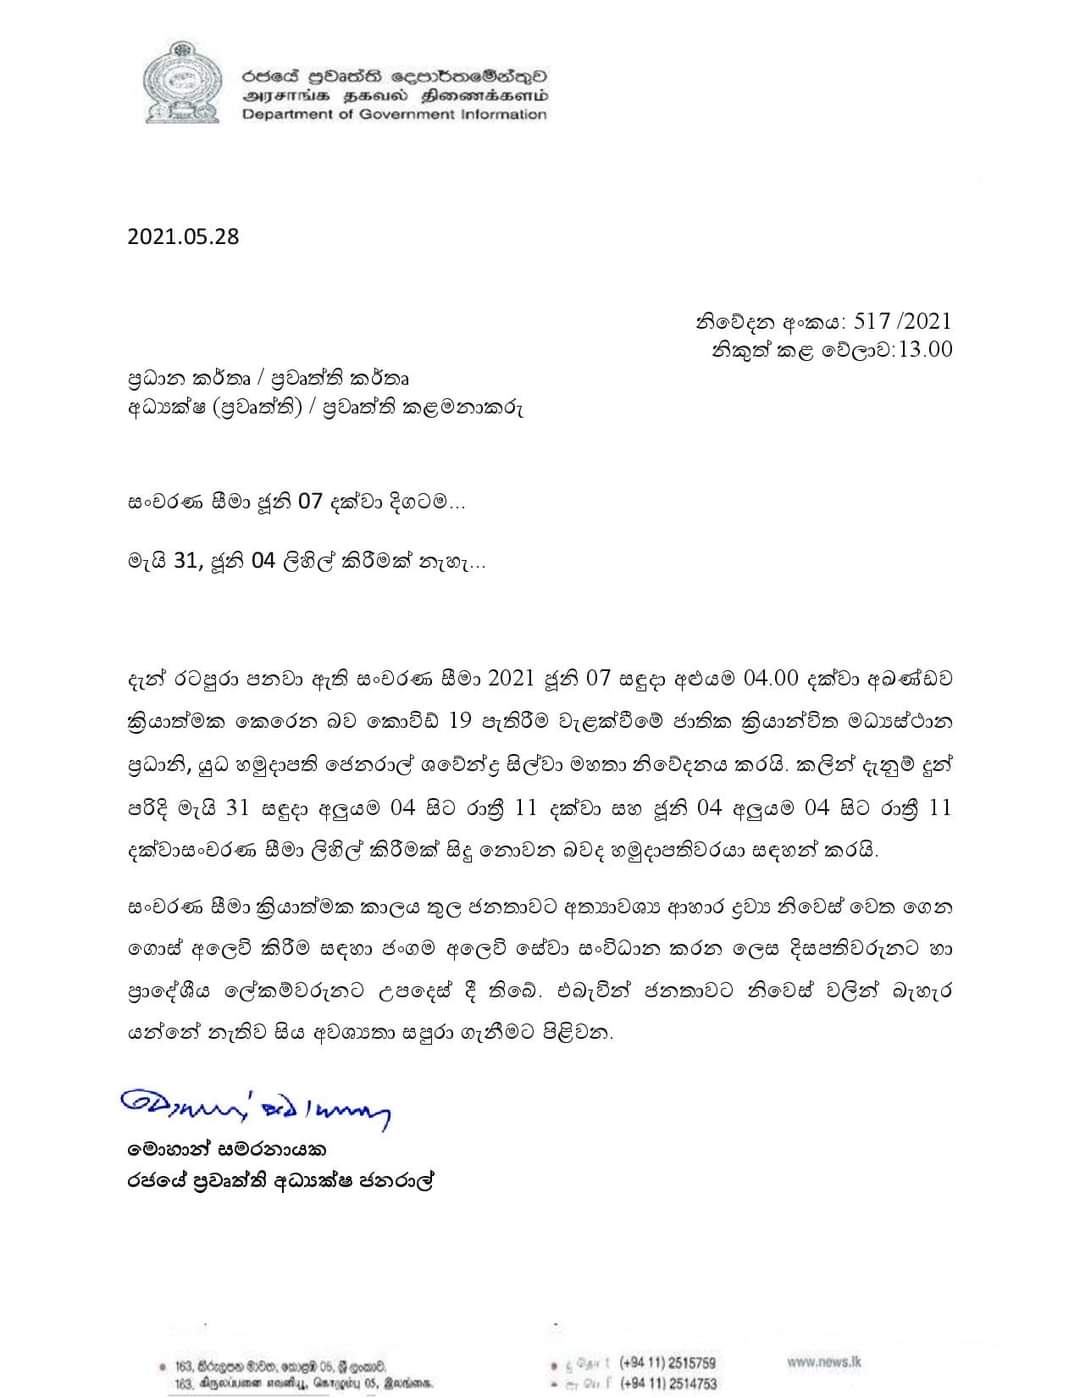 රජයේ ප්‍රවෘත්ති දෙපාර්තමේන්තුව
அரசாங்க தகவல் திணைக்களம்
Department of Government Information
2021.05.28
නිවේදන අංකය: 517 /2021
නිකුත් කළ වේලාව:13.00
ප්‍රධාන කර්තෘ / ප්‍රවෘත්ති කර්තෘ
අධ්‍යක්ෂ (ප්‍රවෘත්ති) / ප්‍රවෘත්ති කළමනාකරු
සංචරණ සීමා ජූනි 07 දක්වා දිගටම...
මැයි 31, ජූනි 04 ලිහිල් කිරීමක් නැහැ...
දැන් රටපුරා පනවා ඇති සංචරණ සීමා 2021 ජූනි 07 සඳුදා අළුයම 04.00 දක්වා අඛණ්ඩව
ක්‍රියාත්මක කෙරෙන බව කොවිඩ් 19 පැතිරීම වැළක්වීමේ ජාතික ක්‍රියාන්විත මධ්‍යස්ථාන
ප්‍රධානි, යුධ හමුදාපති ජෙනරාල් ශවේන්ද්‍ර සිල්වා මහතා නිවේදනය කරයි. කලින් දැනුම් දුන්
පරිදි මැයි 31 සඳුදා අලුයම 04 සිට රාත්‍රී 11 දක්වා සහ ජූනි 04 අලුයම 04 සිට රාත්‍රී 11
දක්වාසංචරණ සීමා ලිහිල් කිරීමක් සිදු නොවන බවද හමුදාපතිවරයා සඳහන් කරයි.
සංචරණ සීමා ක්‍රියාත්මක කාලය තුල ජනතාවට අත්‍යාවශ්‍ය ආහාර ද්‍රව්‍ය නිවෙස් වෙත ගෙන
ගොස් අලෙවි කිරීම සඳහා ජංගම අලෙවි සේවා සංවිධාන කරන ලෙස දිසපතිවරුනට හා
ප්‍රාදේශීය ලේකම්වරුනට උපදෙස් දී තිබේ. එබැවින් ජනතාවට නිවෙස් වලින් බැහැර
යන්නේ නැතිව සිය අවශ්‍යතා සපුරා ගැනීමට පිළිවන.
මොහාන් සමරනායක
රජයේ ප්‍රවෘත්ති අධ්‍යක්ෂ ජනරාල්
163, කිරුලපන මාවත, කොළඹ 05, ශ්‍රී ලංකාව.
163, கிருலப்பனை எவனியூ, கொழும்பு 05, இலங்கை.
(+94 11) 2515759
(+94 11) 2514753
www.news.lk